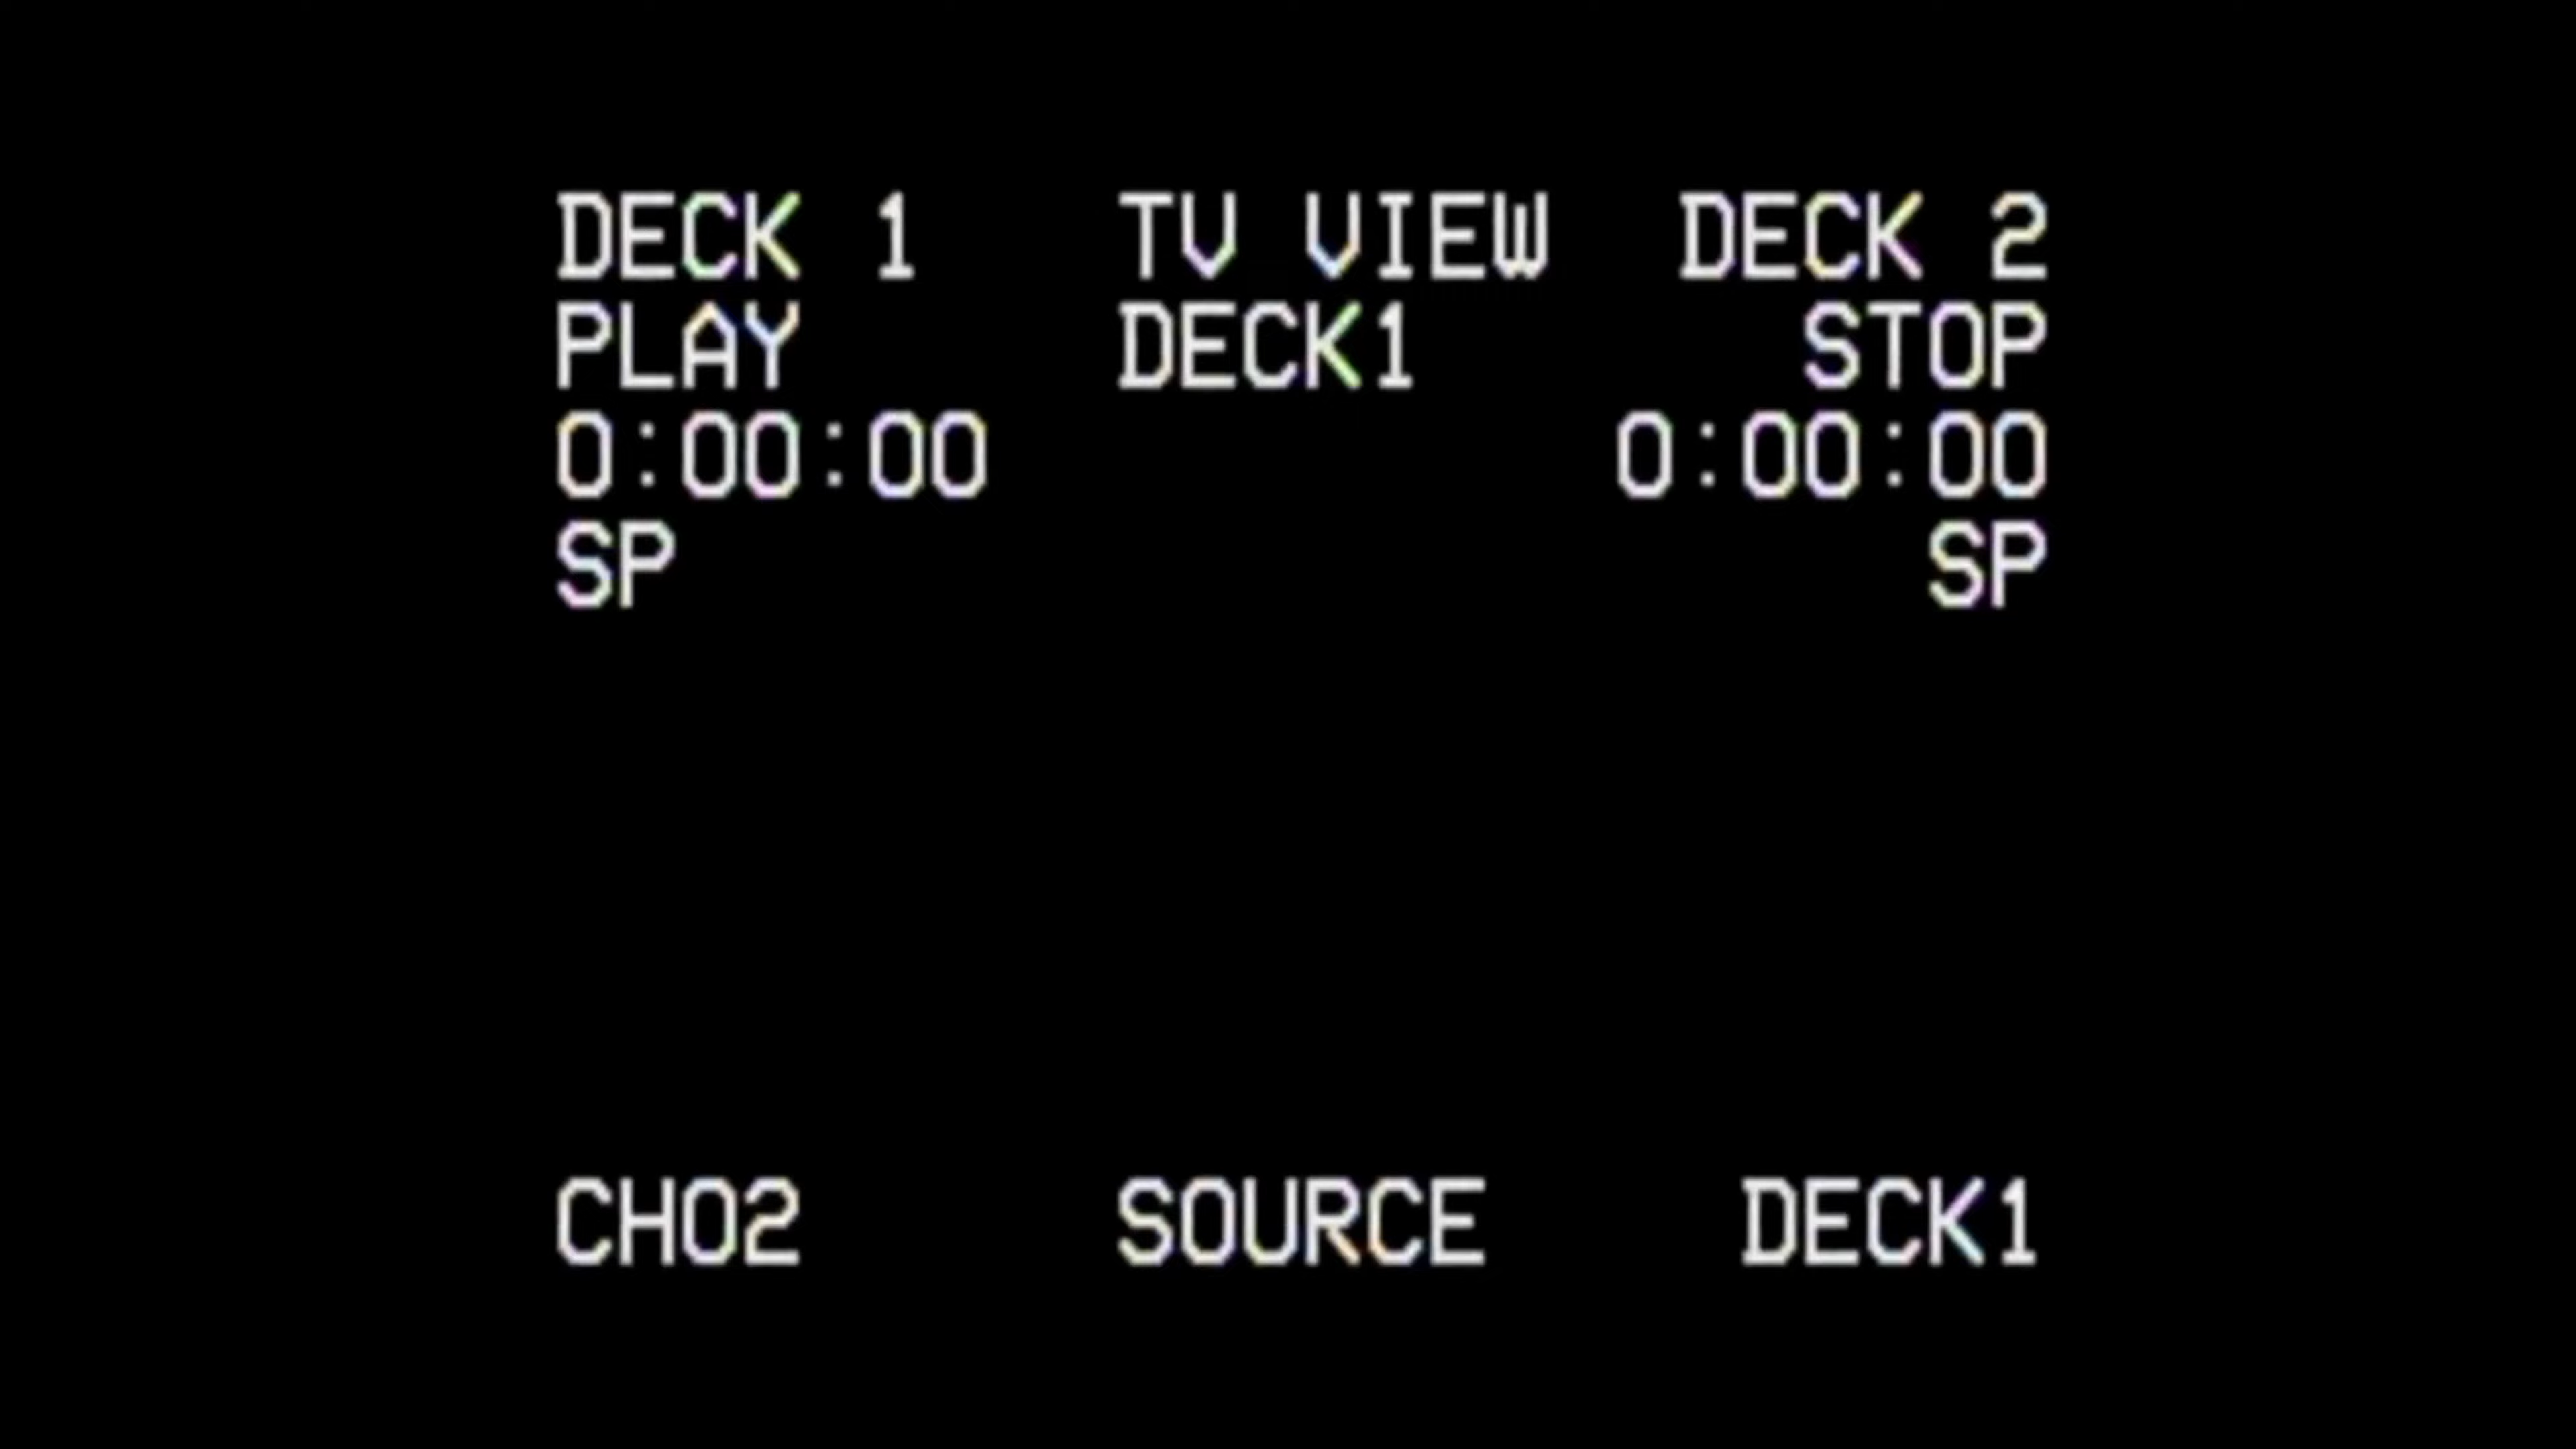 DECK 1 TV VIEW DECK 2
PLAY DECK1 STOP
0:00:00 0:00:00
SP SP
CH02 SOURCE DECK1